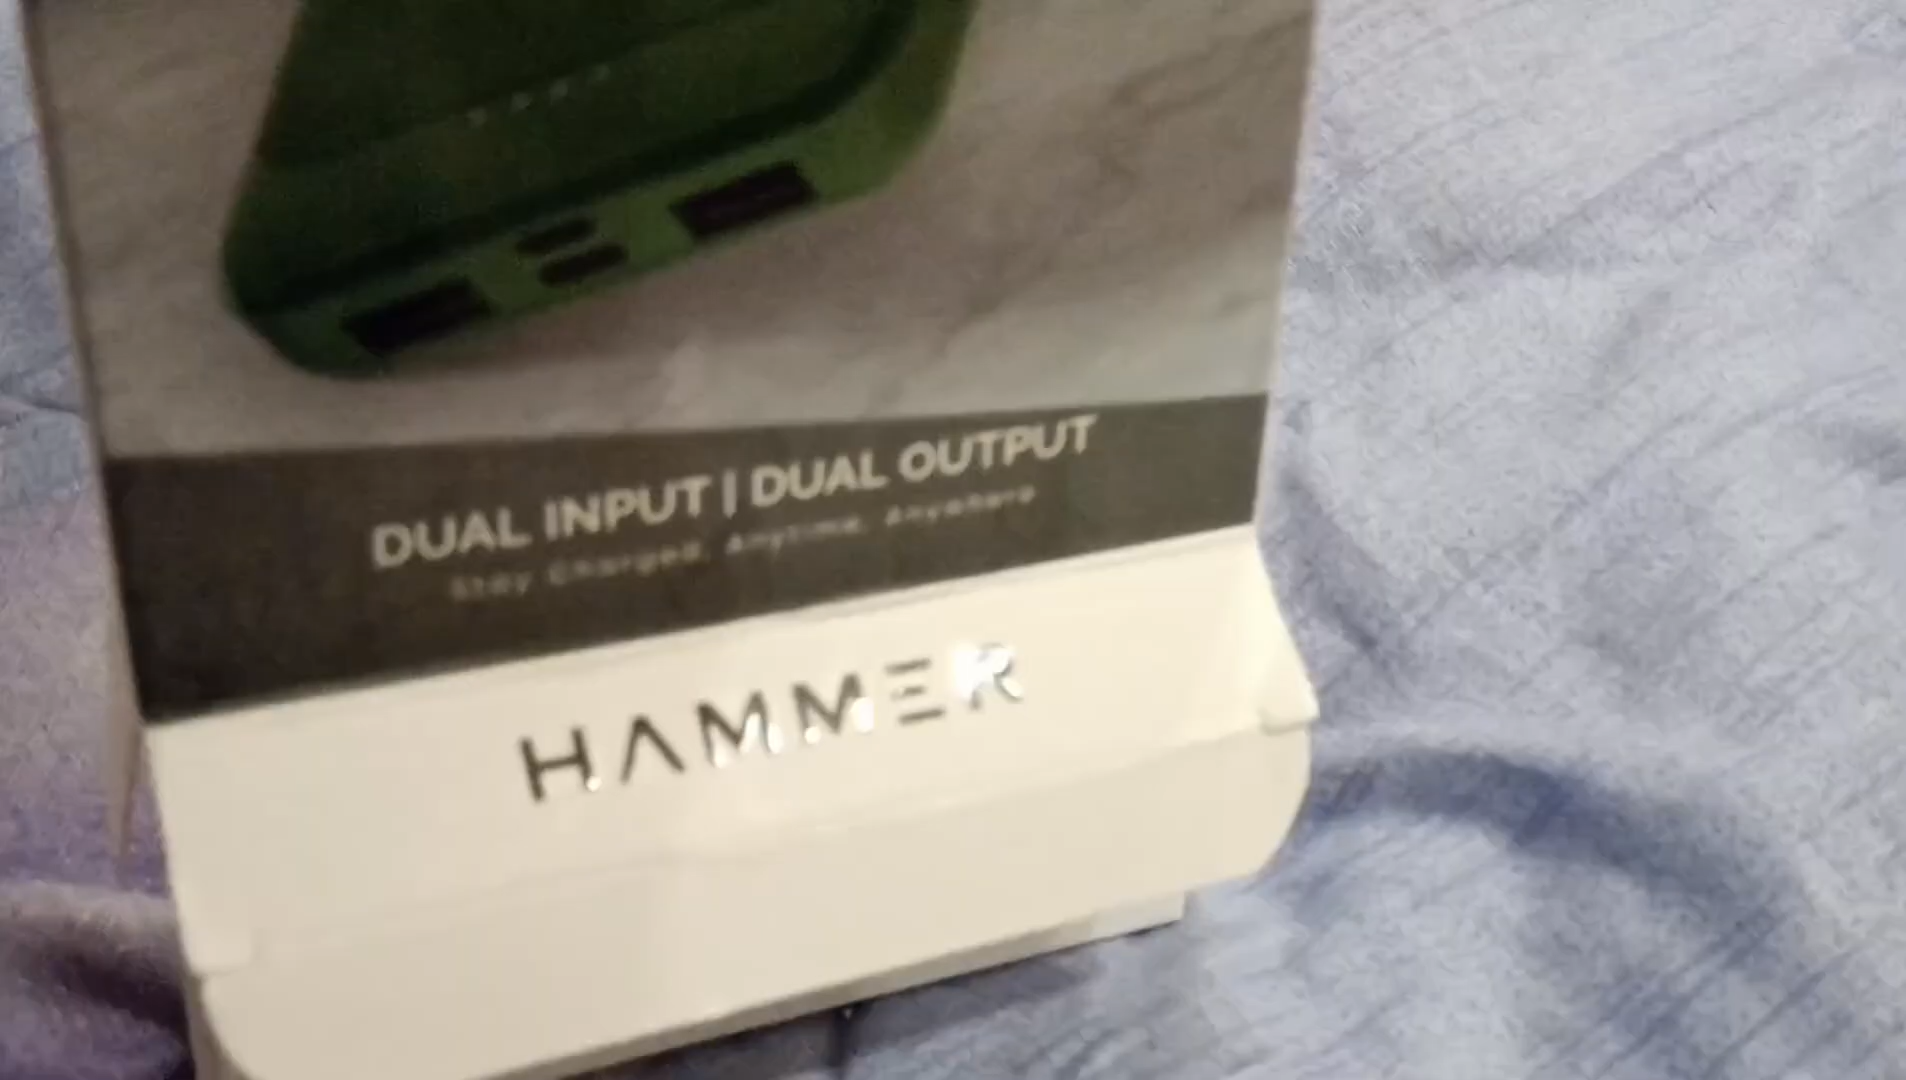 DUAL INPUT | DUAL OUTPUT
Stay Charged, Anytime, Anywhere
HAMMER